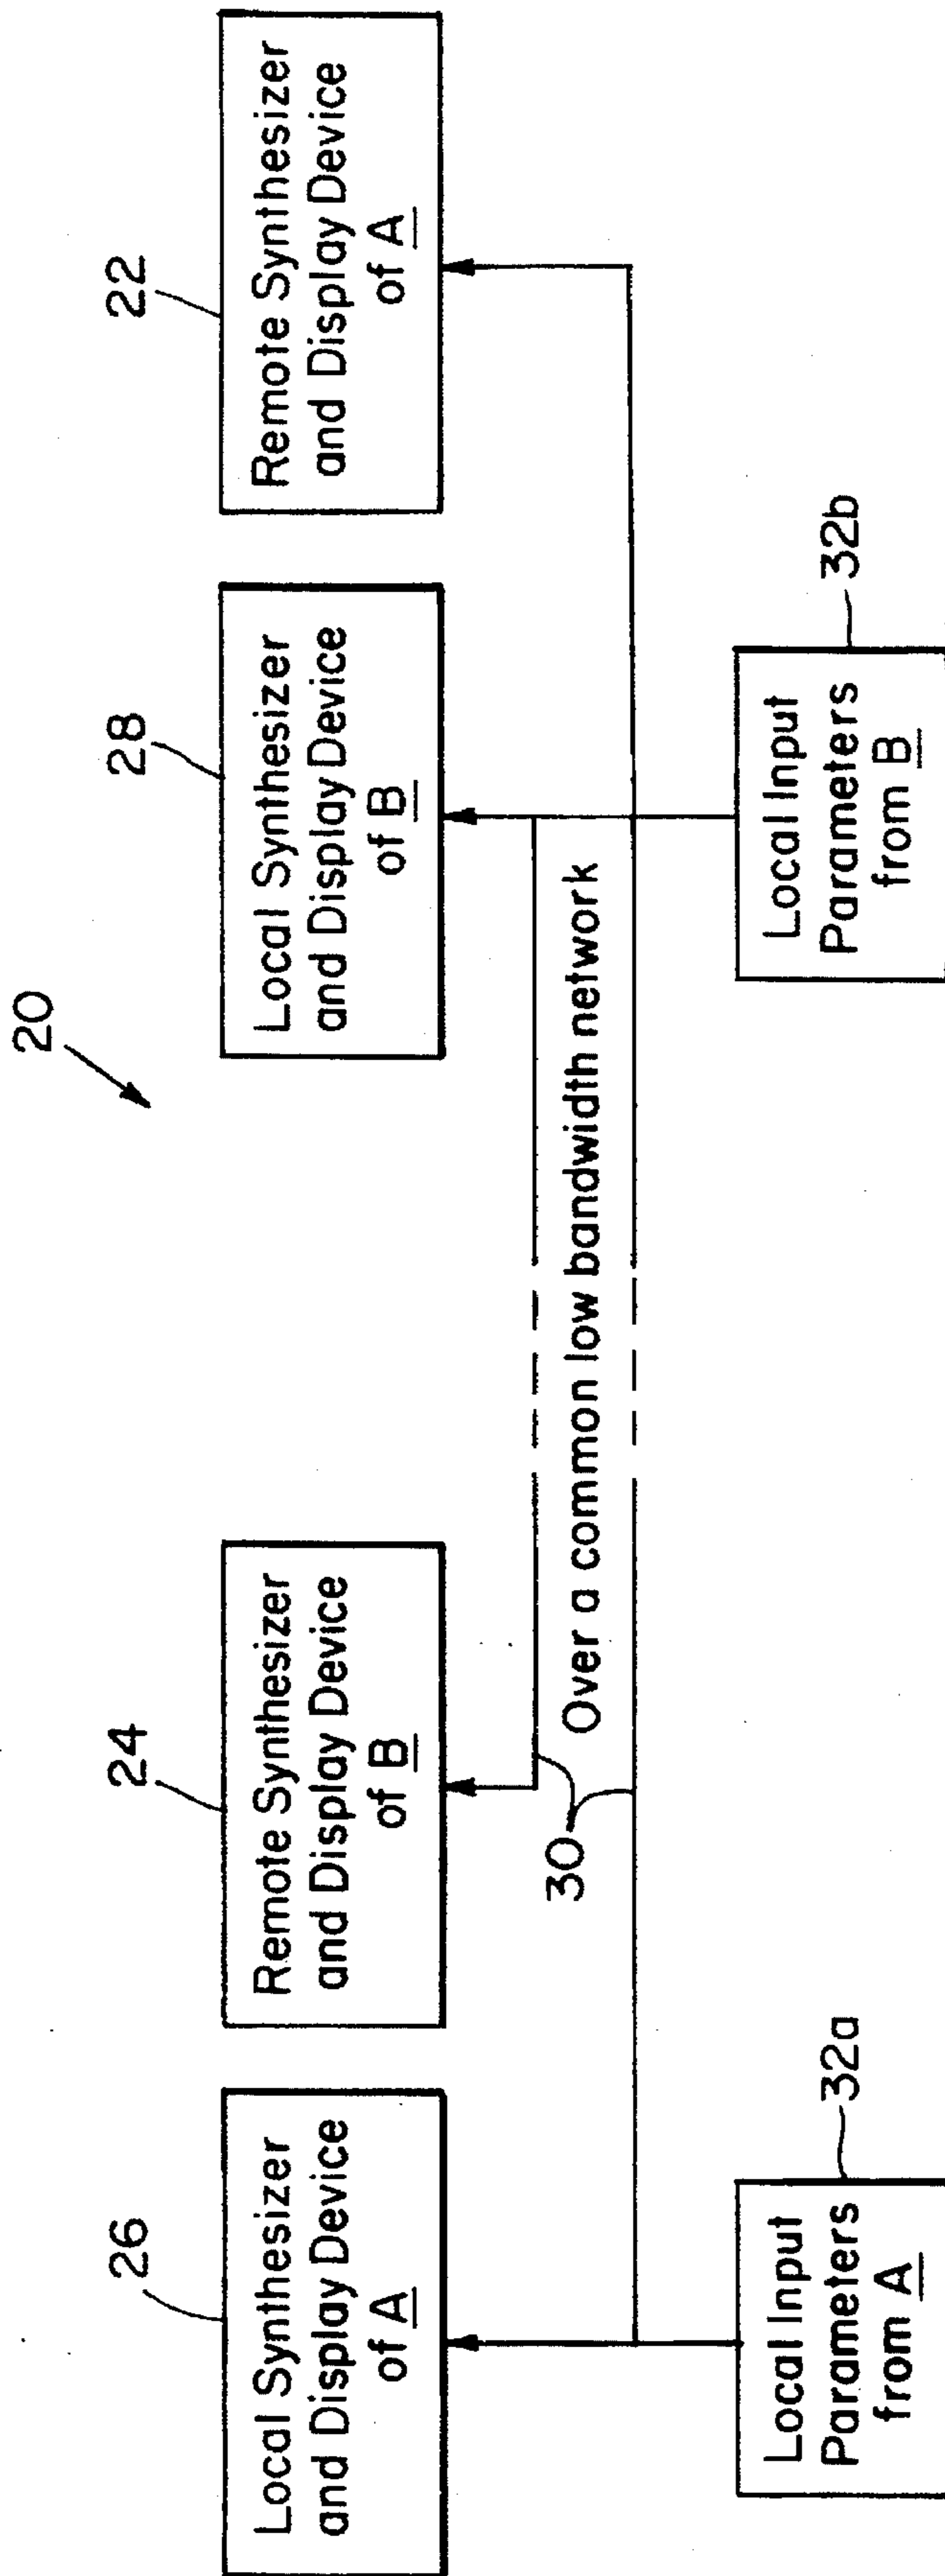 20
26
Local Synthesizer
and Display Device
of A
24
Remote Synthesizer
and Display Device
of B
28
Local Synthesizer
and Display Device
of B
22
Remote Synthesizer
and Display Device
of A
30
Over a common low bandwidth network
32a
Local Input
Parameters
from A
32b
Local Input
Parameters
from B